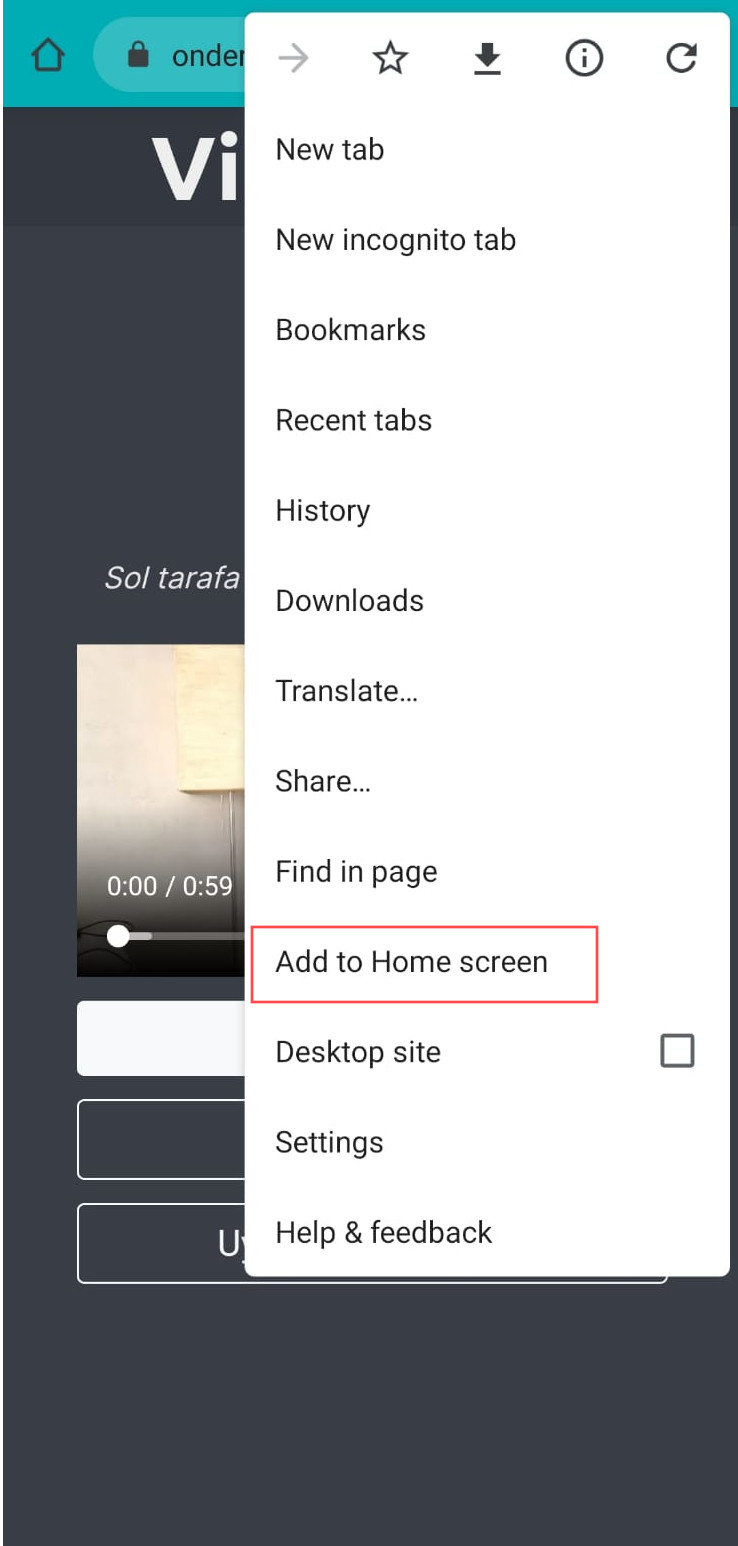 onder
Vi
New tab
New incognito tab
Bookmarks
Recent tabs
History
Downloads
Sol tarafa
Translate...
Share...
Find in page
0:00 / 0:59
Add to Home screen
Desktop site
Settings
Help & feedback